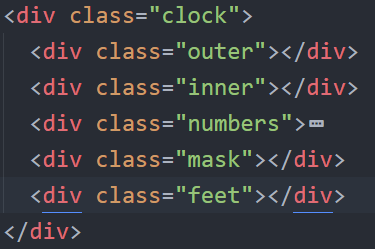 <div class="clock">
<div class="outer"></div>
<div class="inner"></div>
<div class="numbers">⋯
<div class="mask"></div>
<div class="feet"></div>
</div>